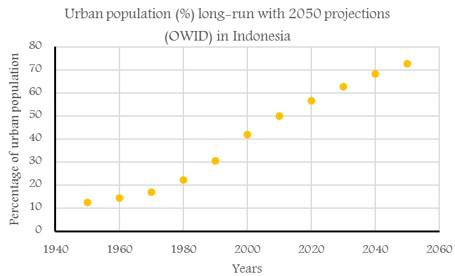 Urban population (%) long-run with 2050 projections
(OWID) in Indonesia
Percentage of urban population
80
70
60
50
40
30
20
10
0
1940 1960 1980 2000 2020 2040 2060
Years